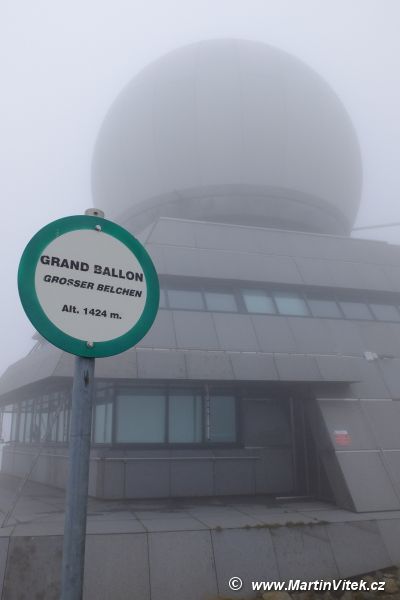 GRAND BALLON
GROSSER BELCHEN
Alt. 1424 m.
© www.MartinVitek.cz